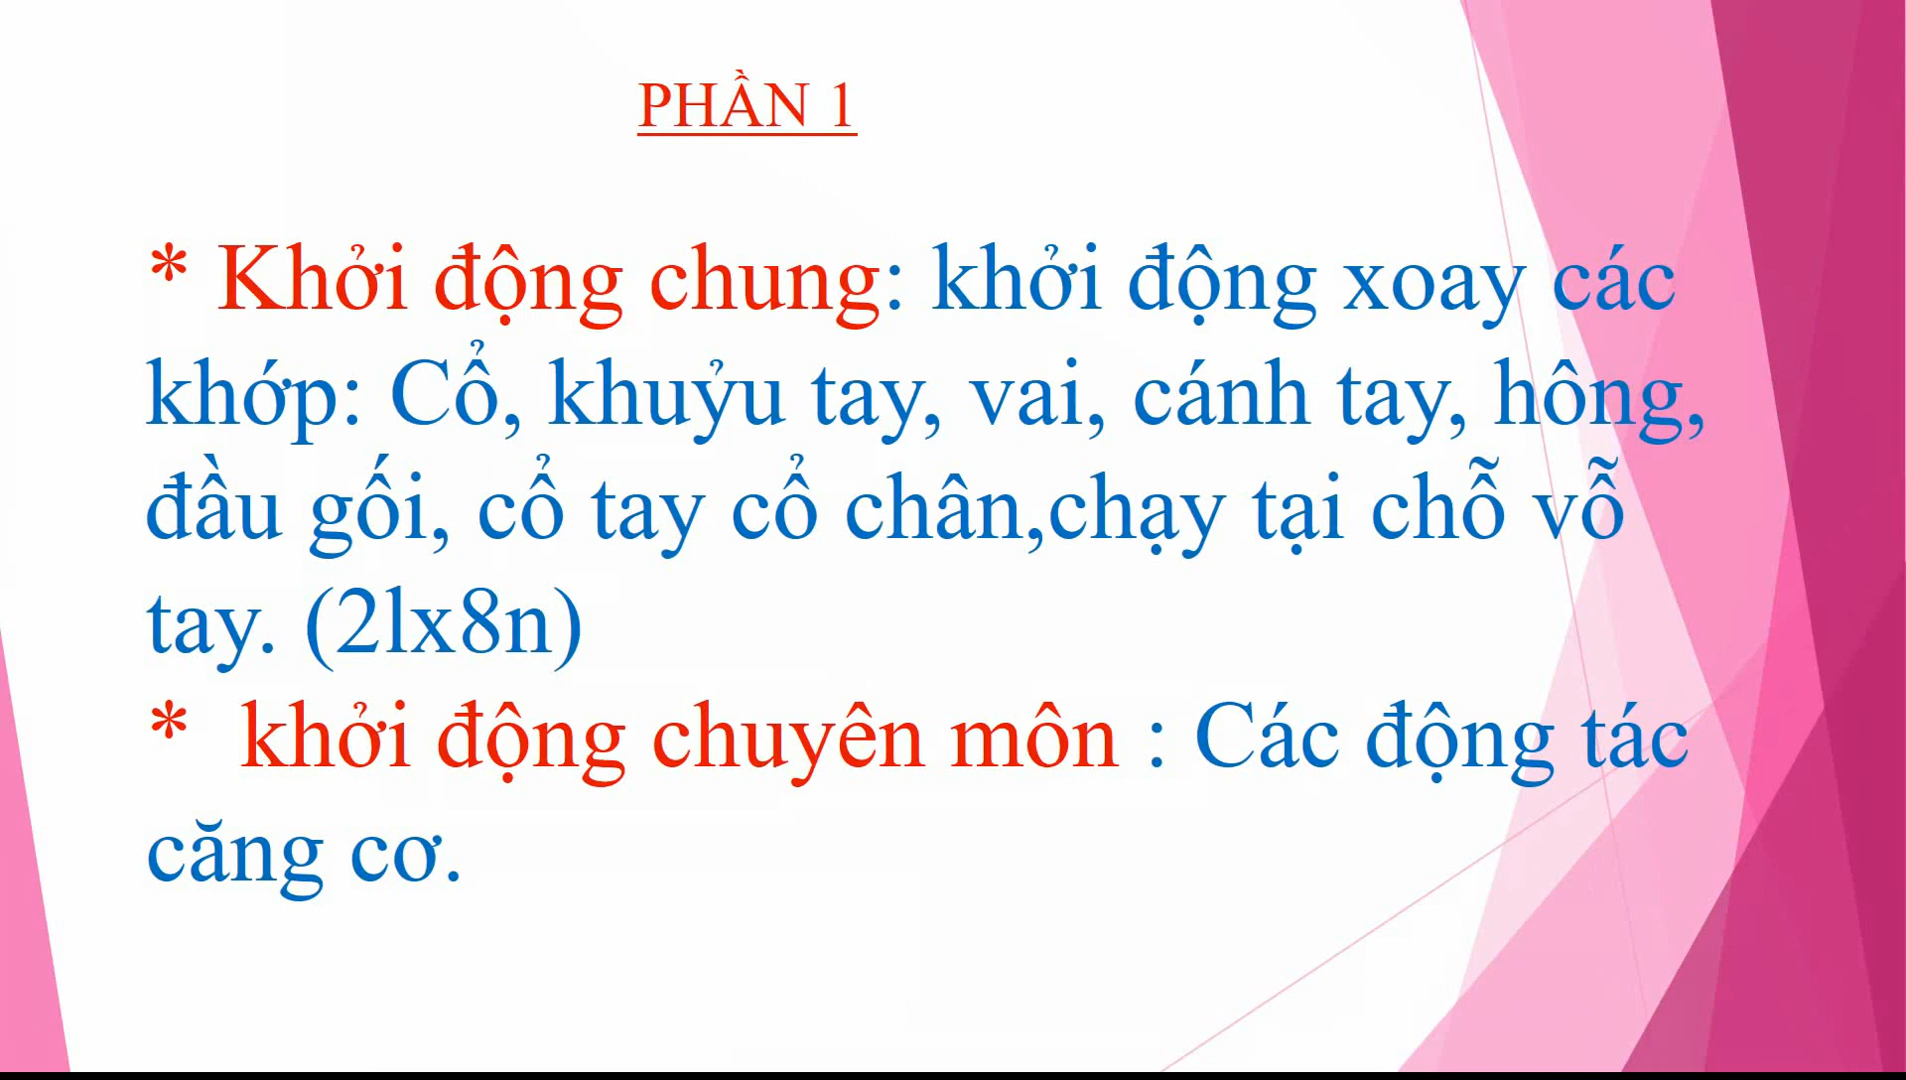 PHẦN 1
* Khởi động chung: khởi động xoay các
khớp: Cổ, khuỷu tay, vai, cánh tay, hông,
đầu gối, cổ tay cổ chân,chạy tại chỗ vỗ
tay. (2lx8n)
* khởi động chuyên môn : Các động tác
căng cơ.